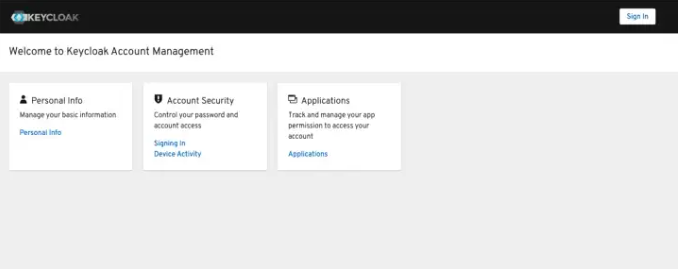 KEYCLOAK
Sign In
Welcome to Keycloak Account Management
Personal Info
Manage your basic information
Personal Info
Account Security
Control your password and
account access
Signing In
Device Activity
Applications
Track and manage your app
permission to access your
account
Applications